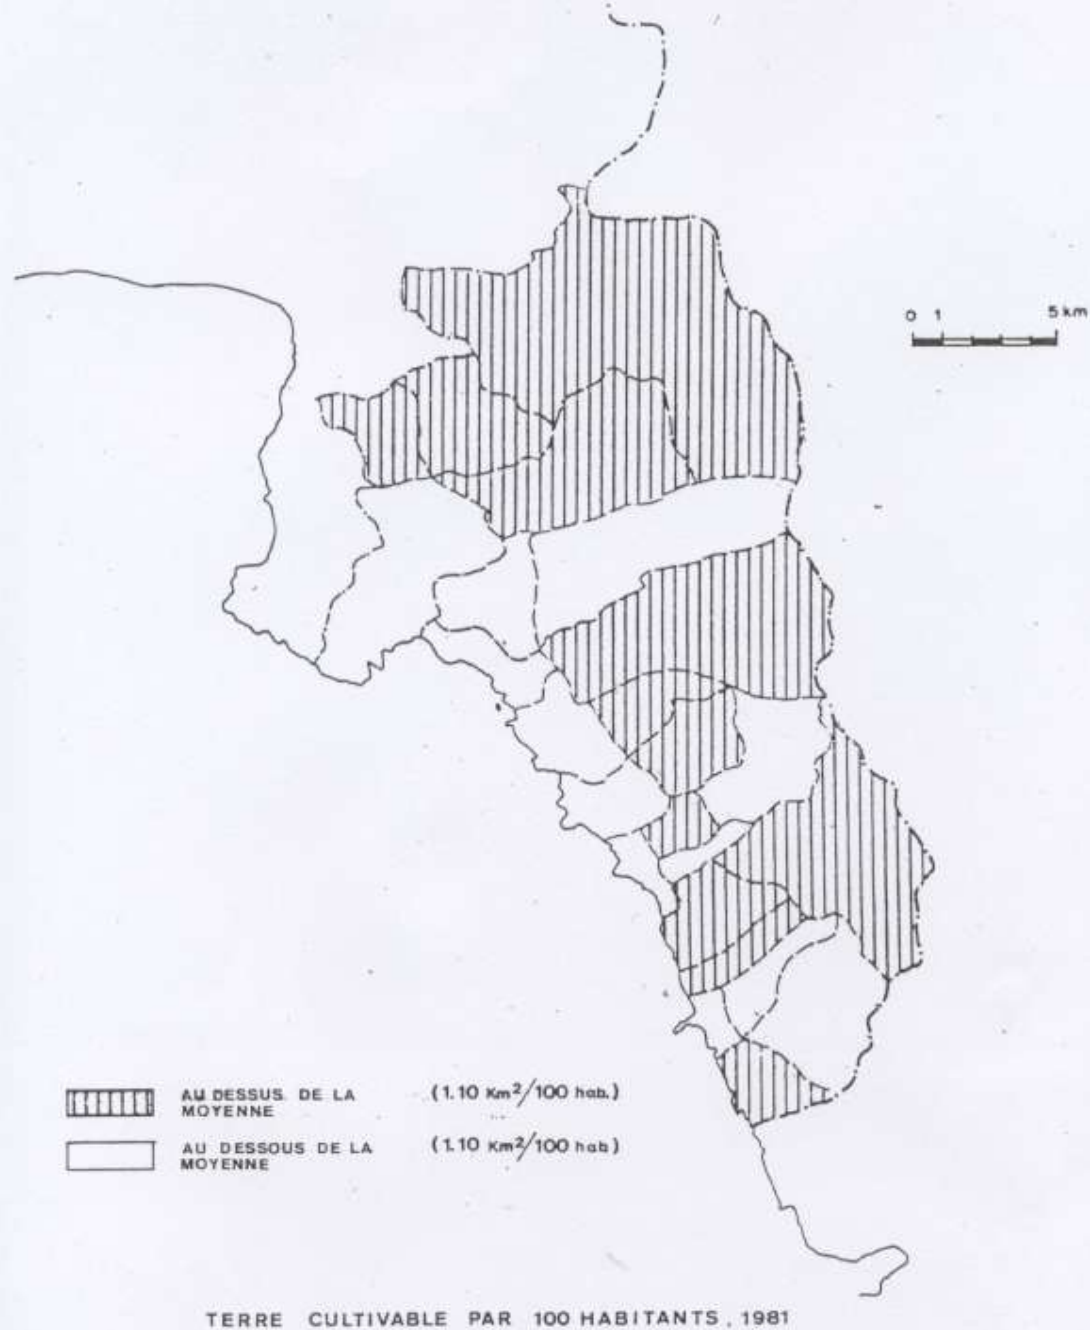 0 1 5 km
AU DESSUS. DE LA (1.10 Km²/100 hab.)
MOYENNE
AU DESSOUS DE LA (1.10 Km²/100 hab)
MOYENNE
TERRE CULTIVABLE PAR 100 HABITANTS, 1981